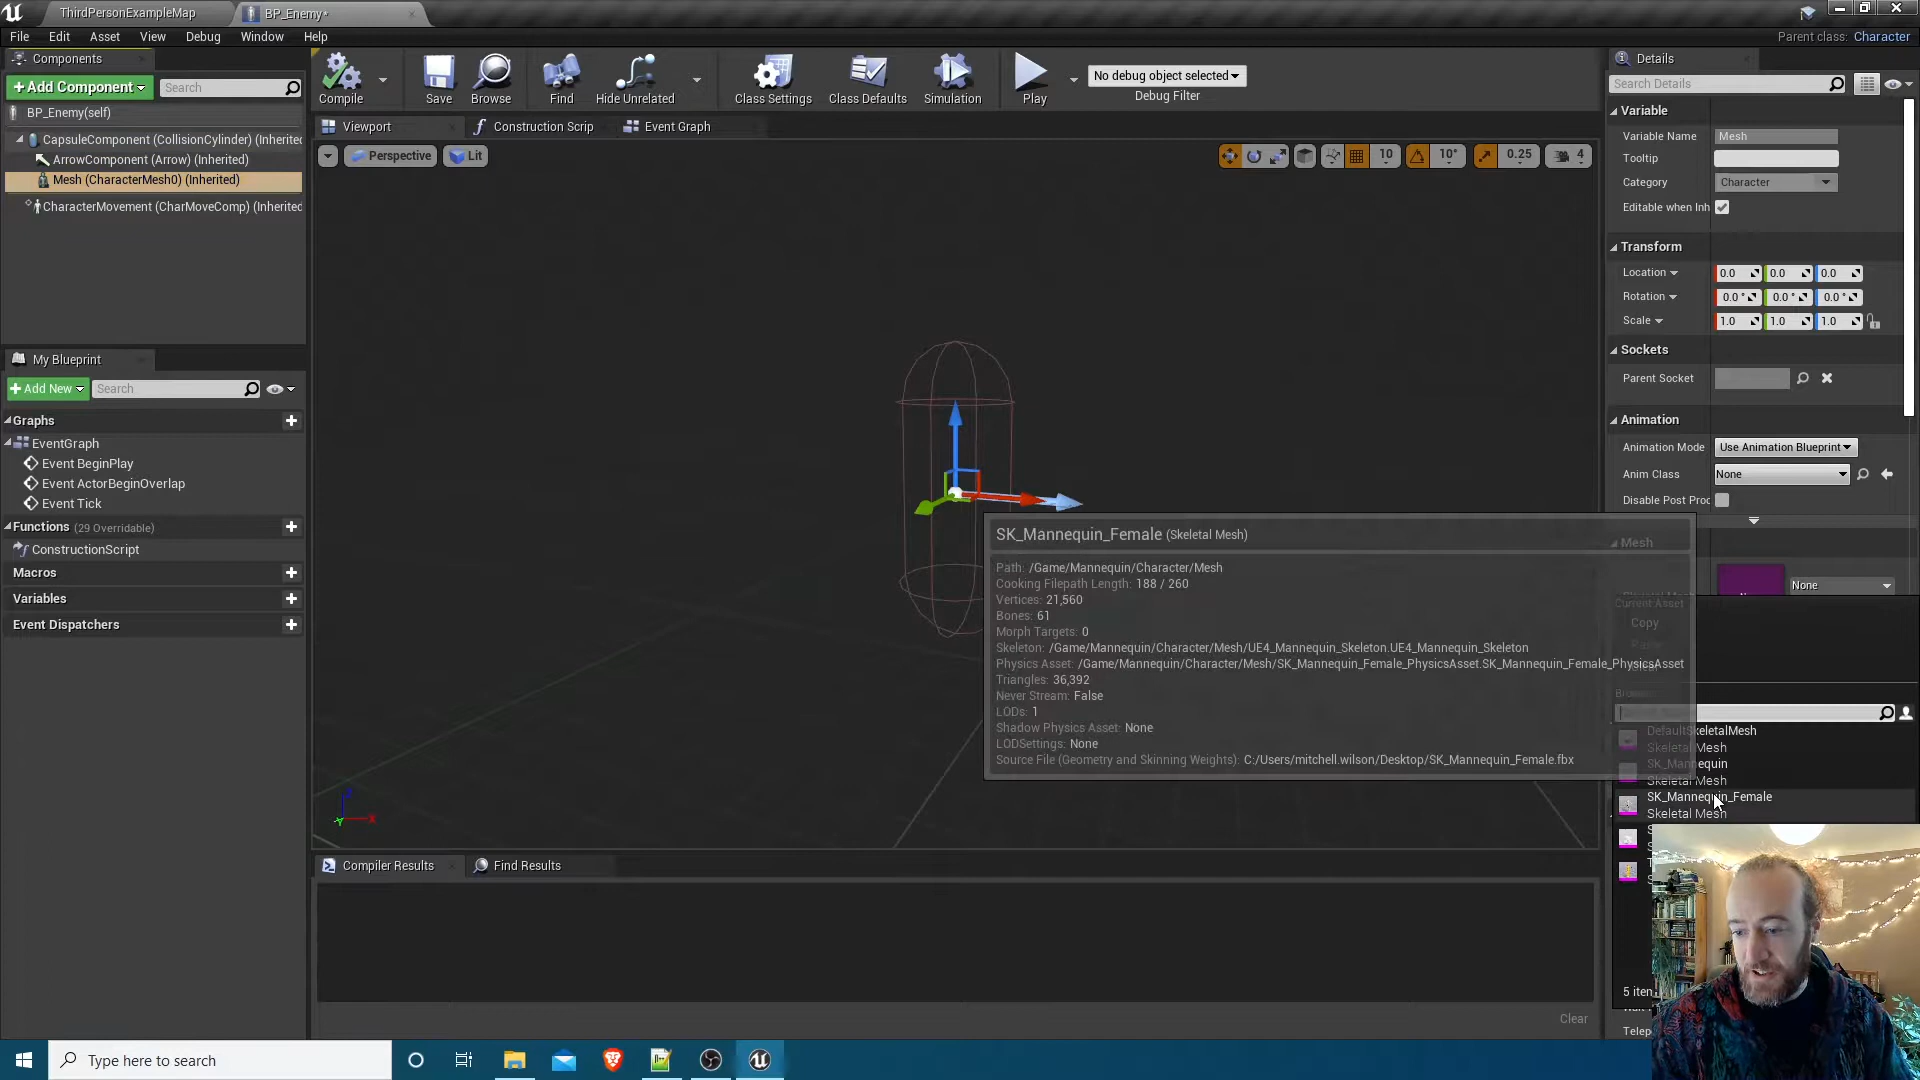 ThirdPersonExampleMap
BP_Enemy*
File Edit Asset View Debug Window Help
Parent class: Character
Components
+Add Component
Search
BP_Enemy(self)
CapsuleComponent (CollisionCylinder) (Inherited
ArrowComponent (Arrow) (Inherited)
Mesh (CharacterMesh0) (Inherited)
CharacterMovement (CharMoveComp) (Inherited
Compile
Save
Browse
Find
Hide Unrelated
Class Settings
Class Defaults
Simulation
Play
No debug object selected
Debug Filter
Viewport
Construction Scrip
Event Graph
Perspective
Lit
10
10°
0.25
4
My Blueprint
+Add New
Search
Graphs
EventGraph
Event BeginPlay
Event ActorBeginOverlap
Event Tick
Functions (29 Overridable)
ConstructionScript
Macros
Variables
Event Dispatchers
SK_Mannequin_Female (Skeletal Mesh)
Path: /Game/Mannequin/Character/Mesh
Cooking Filepath Length: 188 / 260
Vertices: 21,560
Bones: 61
Morph Targets: 0
Skeleton: /Game/Mannequin/Character/Mesh/UE4_Mannequin_Skeleton.UE4_Mannequin_Skeleton
Physics Asset: /Game/Mannequin/Character/Mesh/SK_Mannequin_Female_PhysicsAsset.SK_Mannequin_Female_PhysicsAsset
Triangles: 36,392
Never Stream: False
LODs: 1
Shadow Physics Asset: None
LODSettings: None
Source File (Geometry and Skinning Weights): C:/Users/mitchell.wilson/Desktop/SK_Mannequin_Female.fbx
Compiler Results
Find Results
Clear
Details
Search Details
Variable
Variable Name Mesh
Tooltip
Category Character
Editable when Inh
Transform
Location 0.0 0.0 0.0
Rotation 0.0 ° 0.0 ° 0.0 °
Scale 1.0 1.0 1.0
Sockets
Parent Socket
Animation
Animation Mode Use Animation Blueprint
Anim Class None
Disable Post Proc
Mesh
None
Current Asset
Copy
DefaultSkeletalMesh
Skeletal Mesh
SK_Mannequin
Skeletal Mesh
SK_Mannequin_Female
Skeletal Mesh
5 iten
Telep
Type here to search